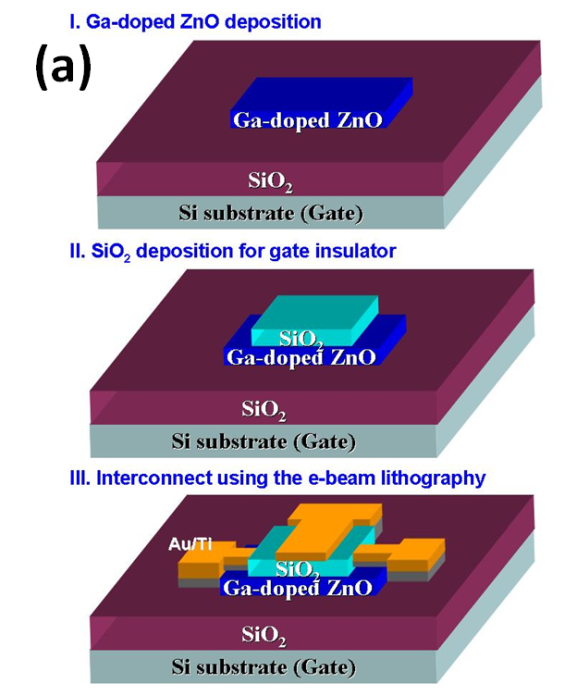 I. Ga-doped ZnO deposition
(a)
Ga-doped ZnO
SiO₂
Si substrate (Gate)
II. SiO₂ deposition for gate insulator
SiO₂
Ga-doped ZnO
SiO₂
Si substrate (Gate)
III. Interconnect using the e-beam lithography
Au/Ti
SiO₂
Ga-doped ZnO
SiO₂
Si substrate (Gate)